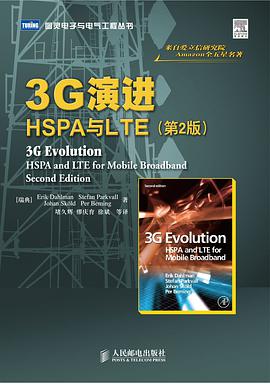 TURING
图灵电子与电气工程丛书
来自爱立信研究院
Amazon全五星名著
3G演进
HSPA与LTE（第2版）
3G Evolution
HSPA and LTE for Mobile Broadband
Second Edition
[瑞典] Erik Dahlman Stefan Parkvall
Johan Sköld Per Beming 著
堵久辉 缪庆育 徐斌 等译
Second edition
3G Evolution
HSPA and LTE for
Mobile Broadband
Erik Dahlman
Stefan Parkvall
Johan Sköld
Per Beming
人民邮电出版社
POSTS & TELECOM PRESS